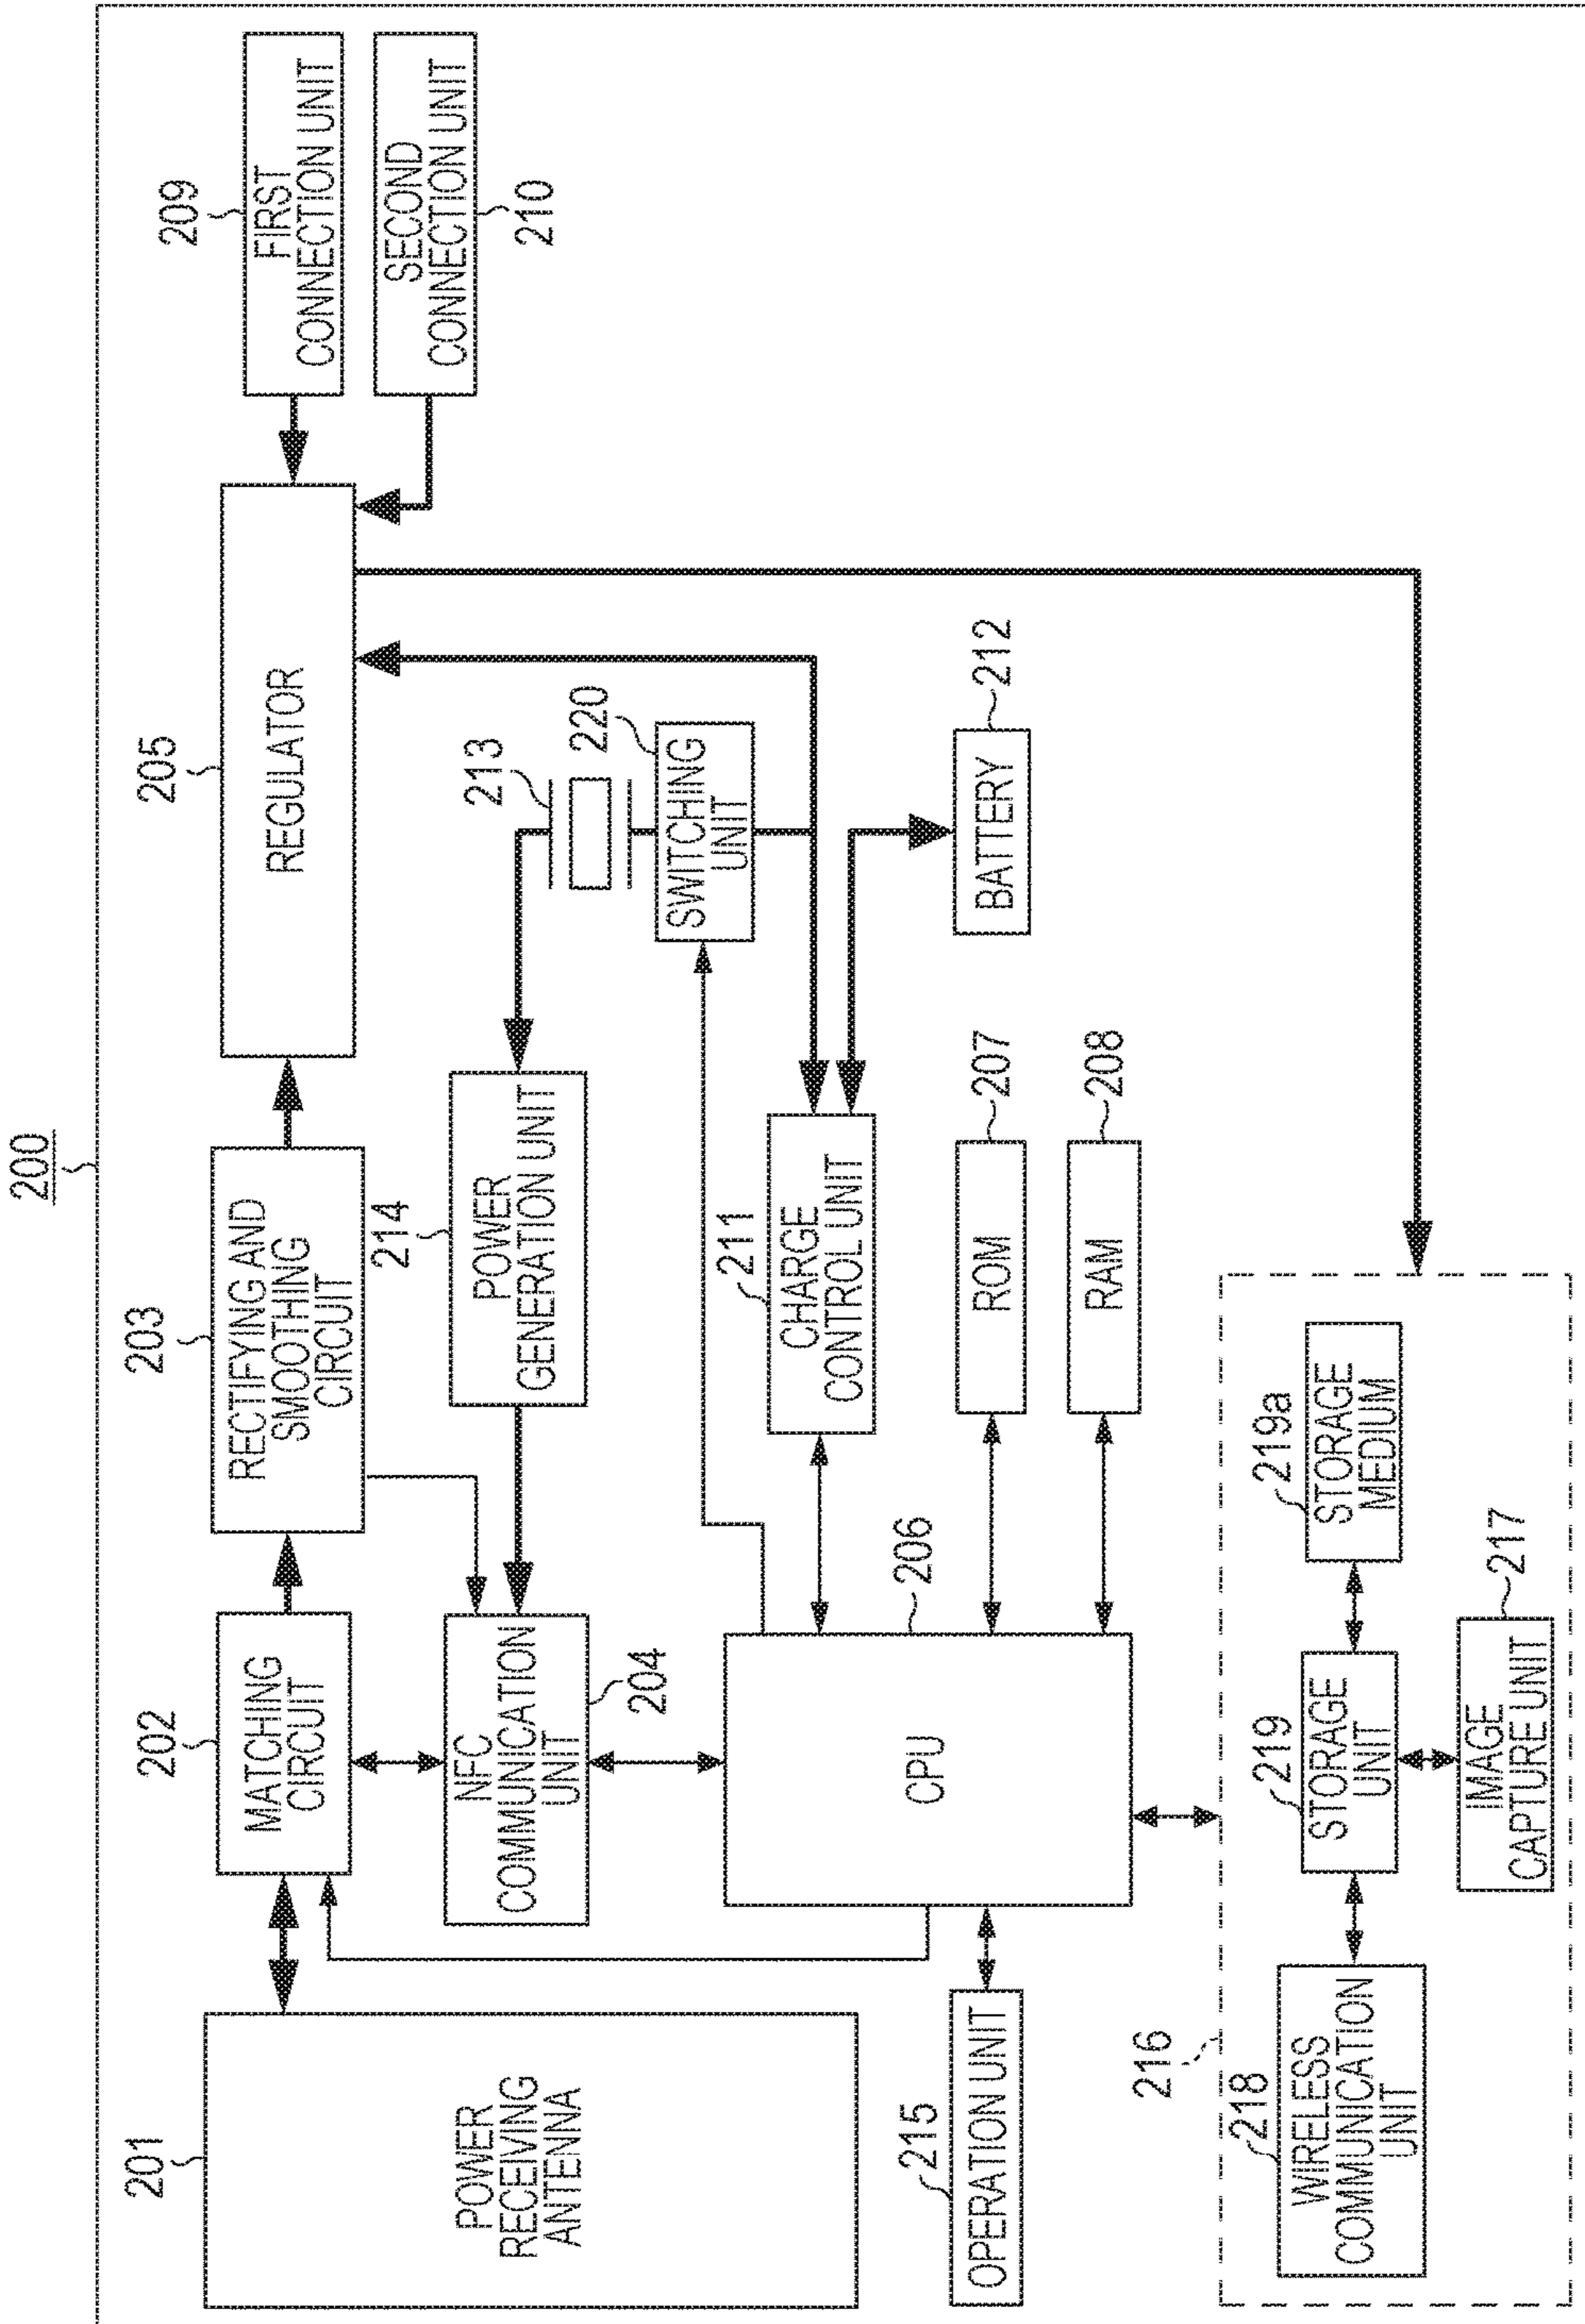 200
201
POWER
RECEIVING
ANTENNA
202
MATCHING
CIRCUIT
203
RECTIFYING AND
SMOOTHING
CIRCUIT
205
REGULATOR
209
FIRST
CONNECTION UNIT
SECOND
CONNECTION UNIT
210
NFC
COMMUNICATION
UNIT
204
214
POWER
GENERATION UNIT
213
220
SWITCHING
UNIT
CPU
206
211
CHARGE
CONTROL UNIT
BATTERY
212
215
OPERATION UNIT
ROM
207
RAM
208
216
218
WIRELESS
COMMUNICATION
UNIT
219
STORAGE
UNIT
219a
STORAGE
MEDIUM
IMAGE
CAPTURE UNIT
217